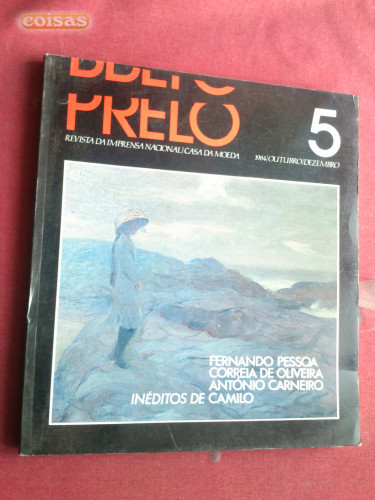 coisas
PRELO
PRELO
5
REVISTA DA IMPRENSA NACIONAL/CASA DA MOEDA
1984/OUTUBRO/DEZEMBRO
FERNANDO PESSOA
CORREIA DE OLIVEIRA
ANTÓNIO CARNEIRO
INÉDITOS DE CAMILO